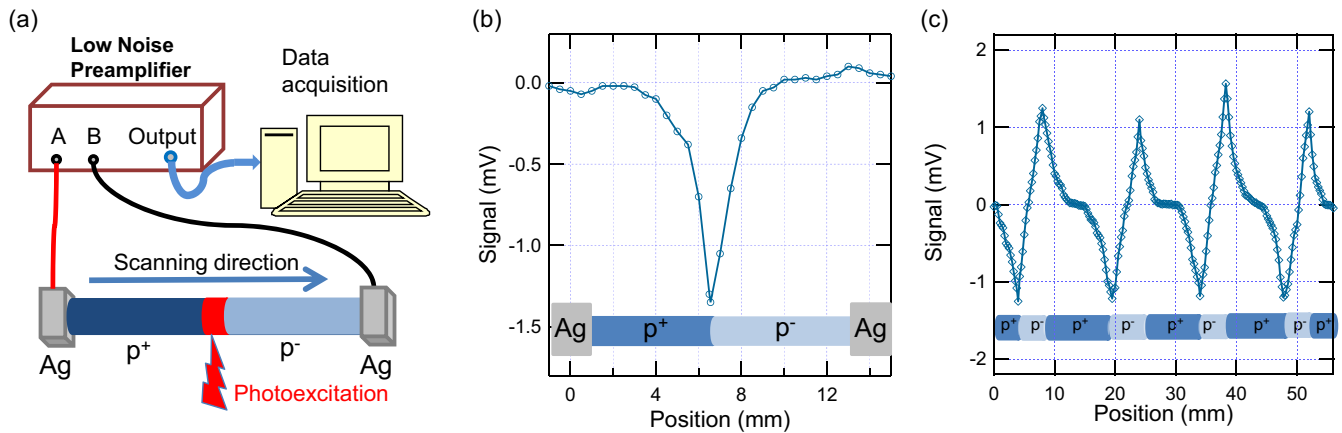 (a)
Low Noise
Preamplifier
A B Output
Data
acquisition
Scanning direction
Ag
p+
p-
Ag
Photoexcitation
(b)
Signal (mV)
0.0
-0.5
-1.0
-1.5
Ag p+ p- Ag
0 4 8 12
Position (mm)
(c)
Signal (mV)
2
1
0
-1
-2
p+ p- p+ p- p+ p- p+ p- p+
0 10 20 30 40 50
Position (mm)